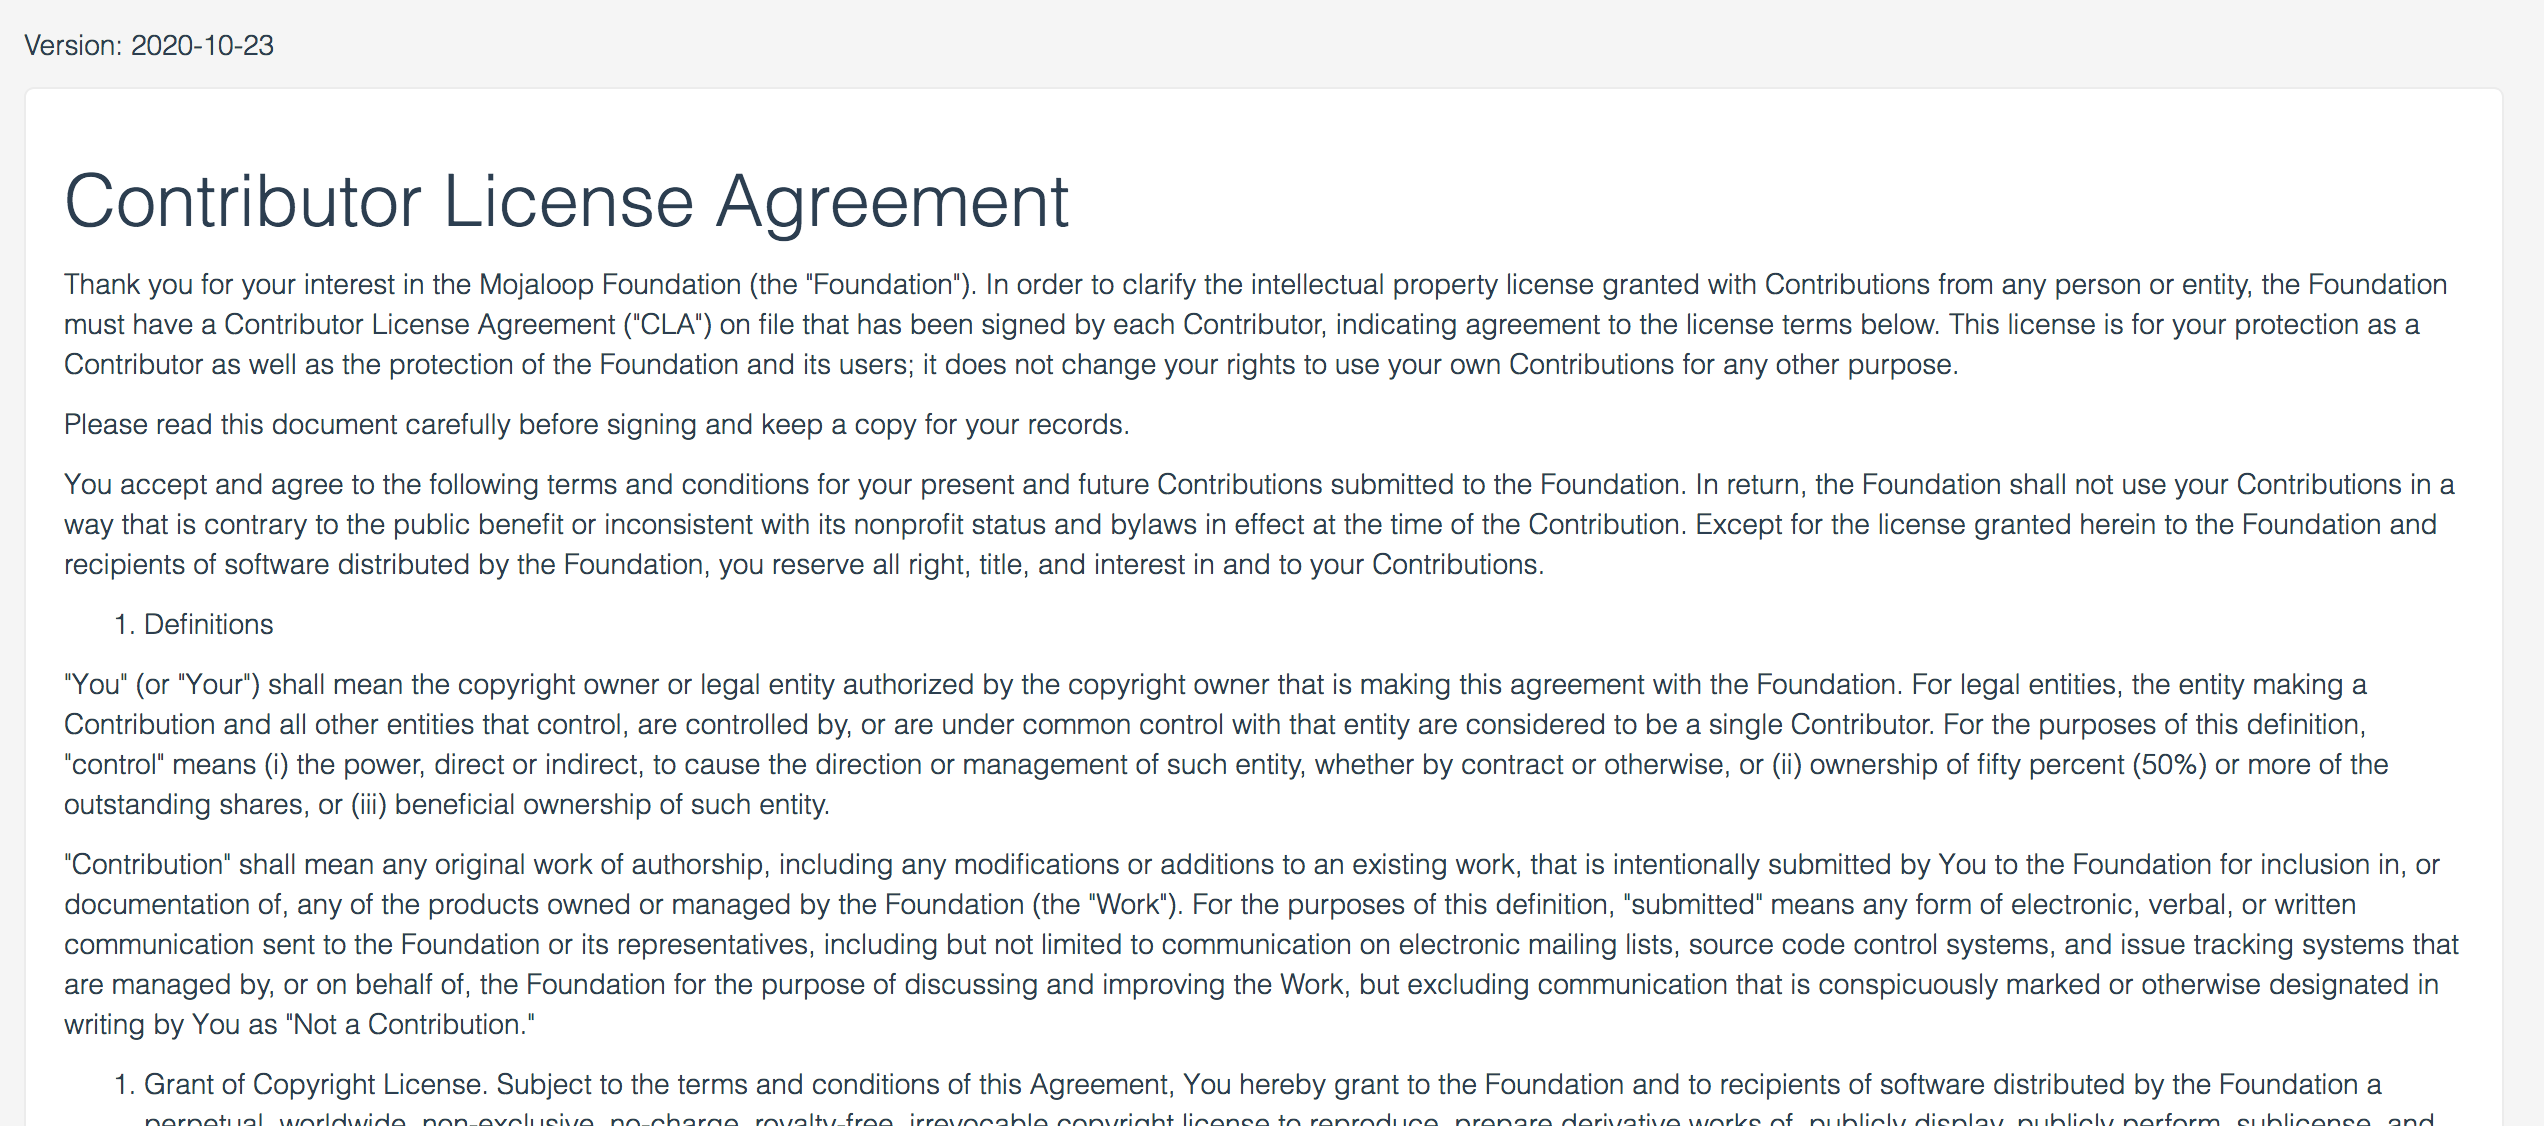 Version: 2020-10-23
Contributor License Agreement
Thank you for your interest in the Mojaloop Foundation (the "Foundation"). In order to clarify the intellectual property license granted with Contributions from any person or entity, the Foundation
must have a Contributor License Agreement ("CLA") on file that has been signed by each Contributor, indicating agreement to the license terms below. This license is for your protection as a
Contributor as well as the protection of the Foundation and its users; it does not change your rights to use your own Contributions for any other purpose.
Please read this document carefully before signing and keep a copy for your records.
You accept and agree to the following terms and conditions for your present and future Contributions submitted to the Foundation. In return, the Foundation shall not use your Contributions in a
way that is contrary to the public benefit or inconsistent with its nonprofit status and bylaws in effect at the time of the Contribution. Except for the license granted herein to the Foundation and
recipients of software distributed by the Foundation, you reserve all right, title, and interest in and to your Contributions.
1. Definitions
"You" (or "Your") shall mean the copyright owner or legal entity authorized by the copyright owner that is making this agreement with the Foundation. For legal entities, the entity making a
Contribution and all other entities that control, are controlled by, or are under common control with that entity are considered to be a single Contributor. For the purposes of this definition,
"control" means (i) the power, direct or indirect, to cause the direction or management of such entity, whether by contract or otherwise, or (ii) ownership of fifty percent (50%) or more of the
outstanding shares, or (iii) beneficial ownership of such entity.
"Contribution" shall mean any original work of authorship, including any modifications or additions to an existing work, that is intentionally submitted by You to the Foundation for inclusion in, or
documentation of, any of the products owned or managed by the Foundation (the "Work"). For the purposes of this definition, "submitted" means any form of electronic, verbal, or written
communication sent to the Foundation or its representatives, including but not limited to communication on electronic mailing lists, source code control systems, and issue tracking systems that
are managed by, or on behalf of, the Foundation for the purpose of discussing and improving the Work, but excluding communication that is conspicuously marked or otherwise designated in
writing by You as "Not a Contribution."
1. Grant of Copyright License. Subject to the terms and conditions of this Agreement, You hereby grant to the Foundation and to recipients of software distributed by the Foundation a
perpetual, worldwide, non-exclusive, no-charge, royalty-free, irrevocable copyright license to reproduce, prepare derivative works of, publicly display, publicly perform, sublicense, and